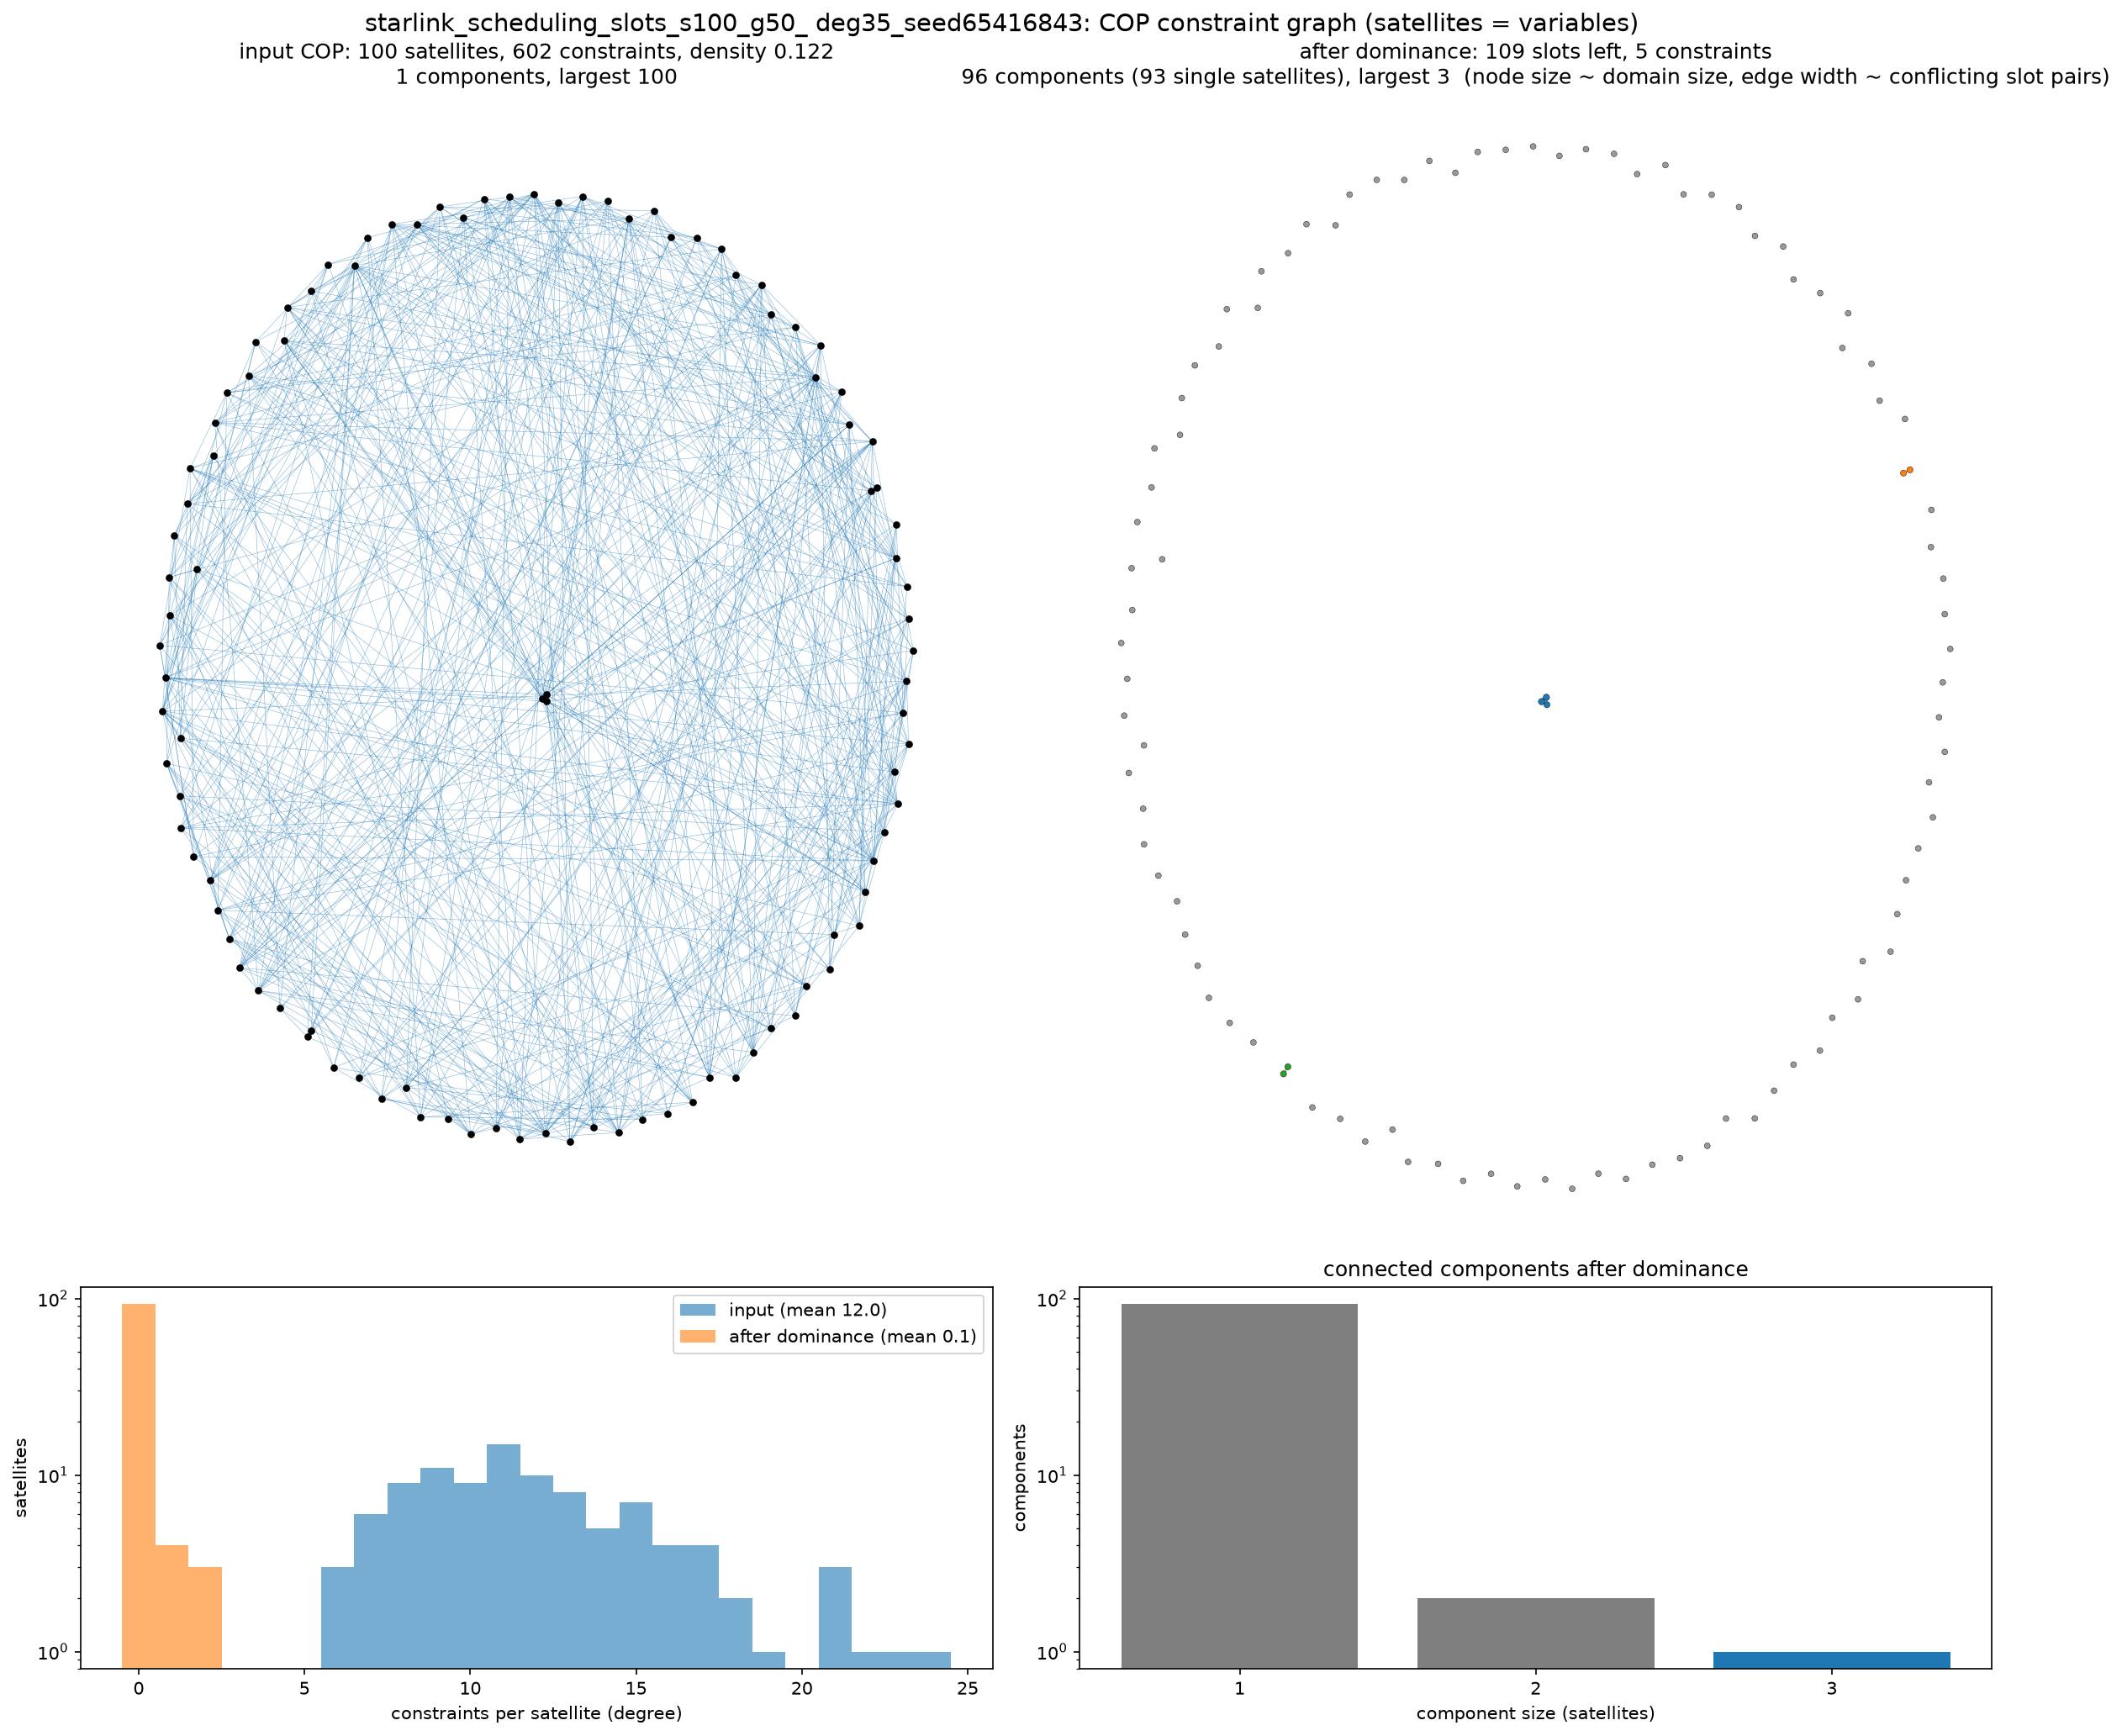 starlink_scheduling_slots_s100_g50_ deg35_seed65416843: COP constraint graph (satellites = variables)
input COP: 100 satellites, 602 constraints, density 0.122
1 components, largest 100
after dominance: 109 slots left, 5 constraints
96 components (93 single satellites), largest 3  (node size ~ domain size, edge width ~ conflicting slot pairs)
input (mean 12.0)
after dominance (mean 0.1)
satellites
10²
10¹
10⁰
0 5 10 15 20 25
constraints per satellite (degree)
connected components after dominance
components
10²
10¹
10⁰
1 2 3
component size (satellites)